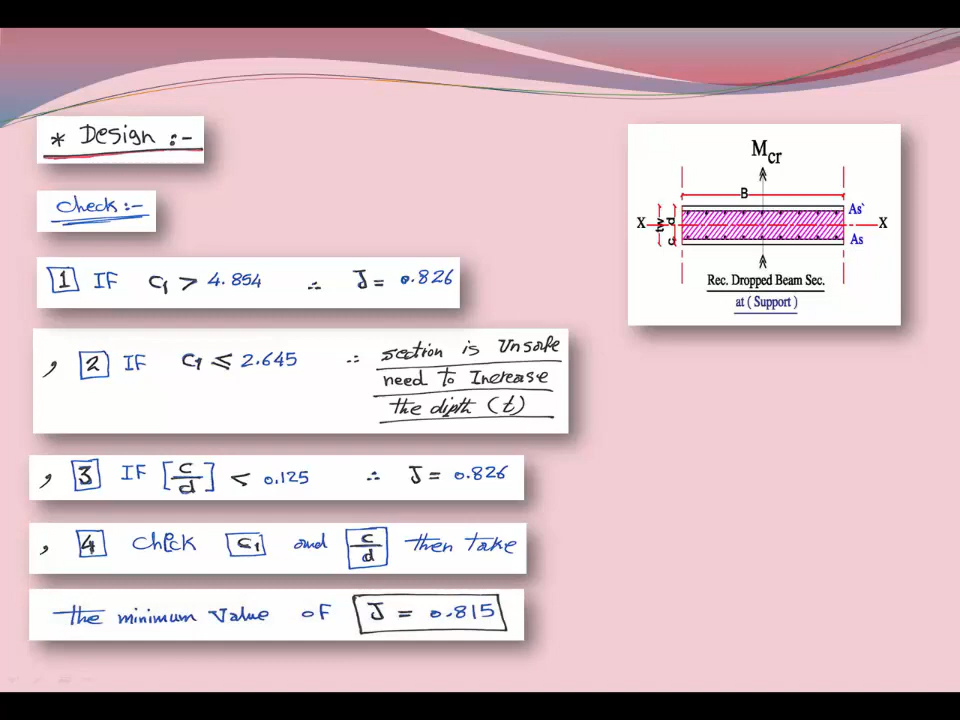 * Design :-
Check :-
1 IF c1 > 4.854 ∴ J = 0.826
, 2 IF c1 ≤ 2.645 ∴ section is Unsafe
need to Increase
the dipth (t)
, 3 IF [c/d] < 0.125 ∴ J = 0.826
, 4 Check c1 and c/d then take
the minimum Value of J = 0.815
Mcr
B
As`
X tw d c X
As
Rec. Dropped Beam Sec.
at ( Support )